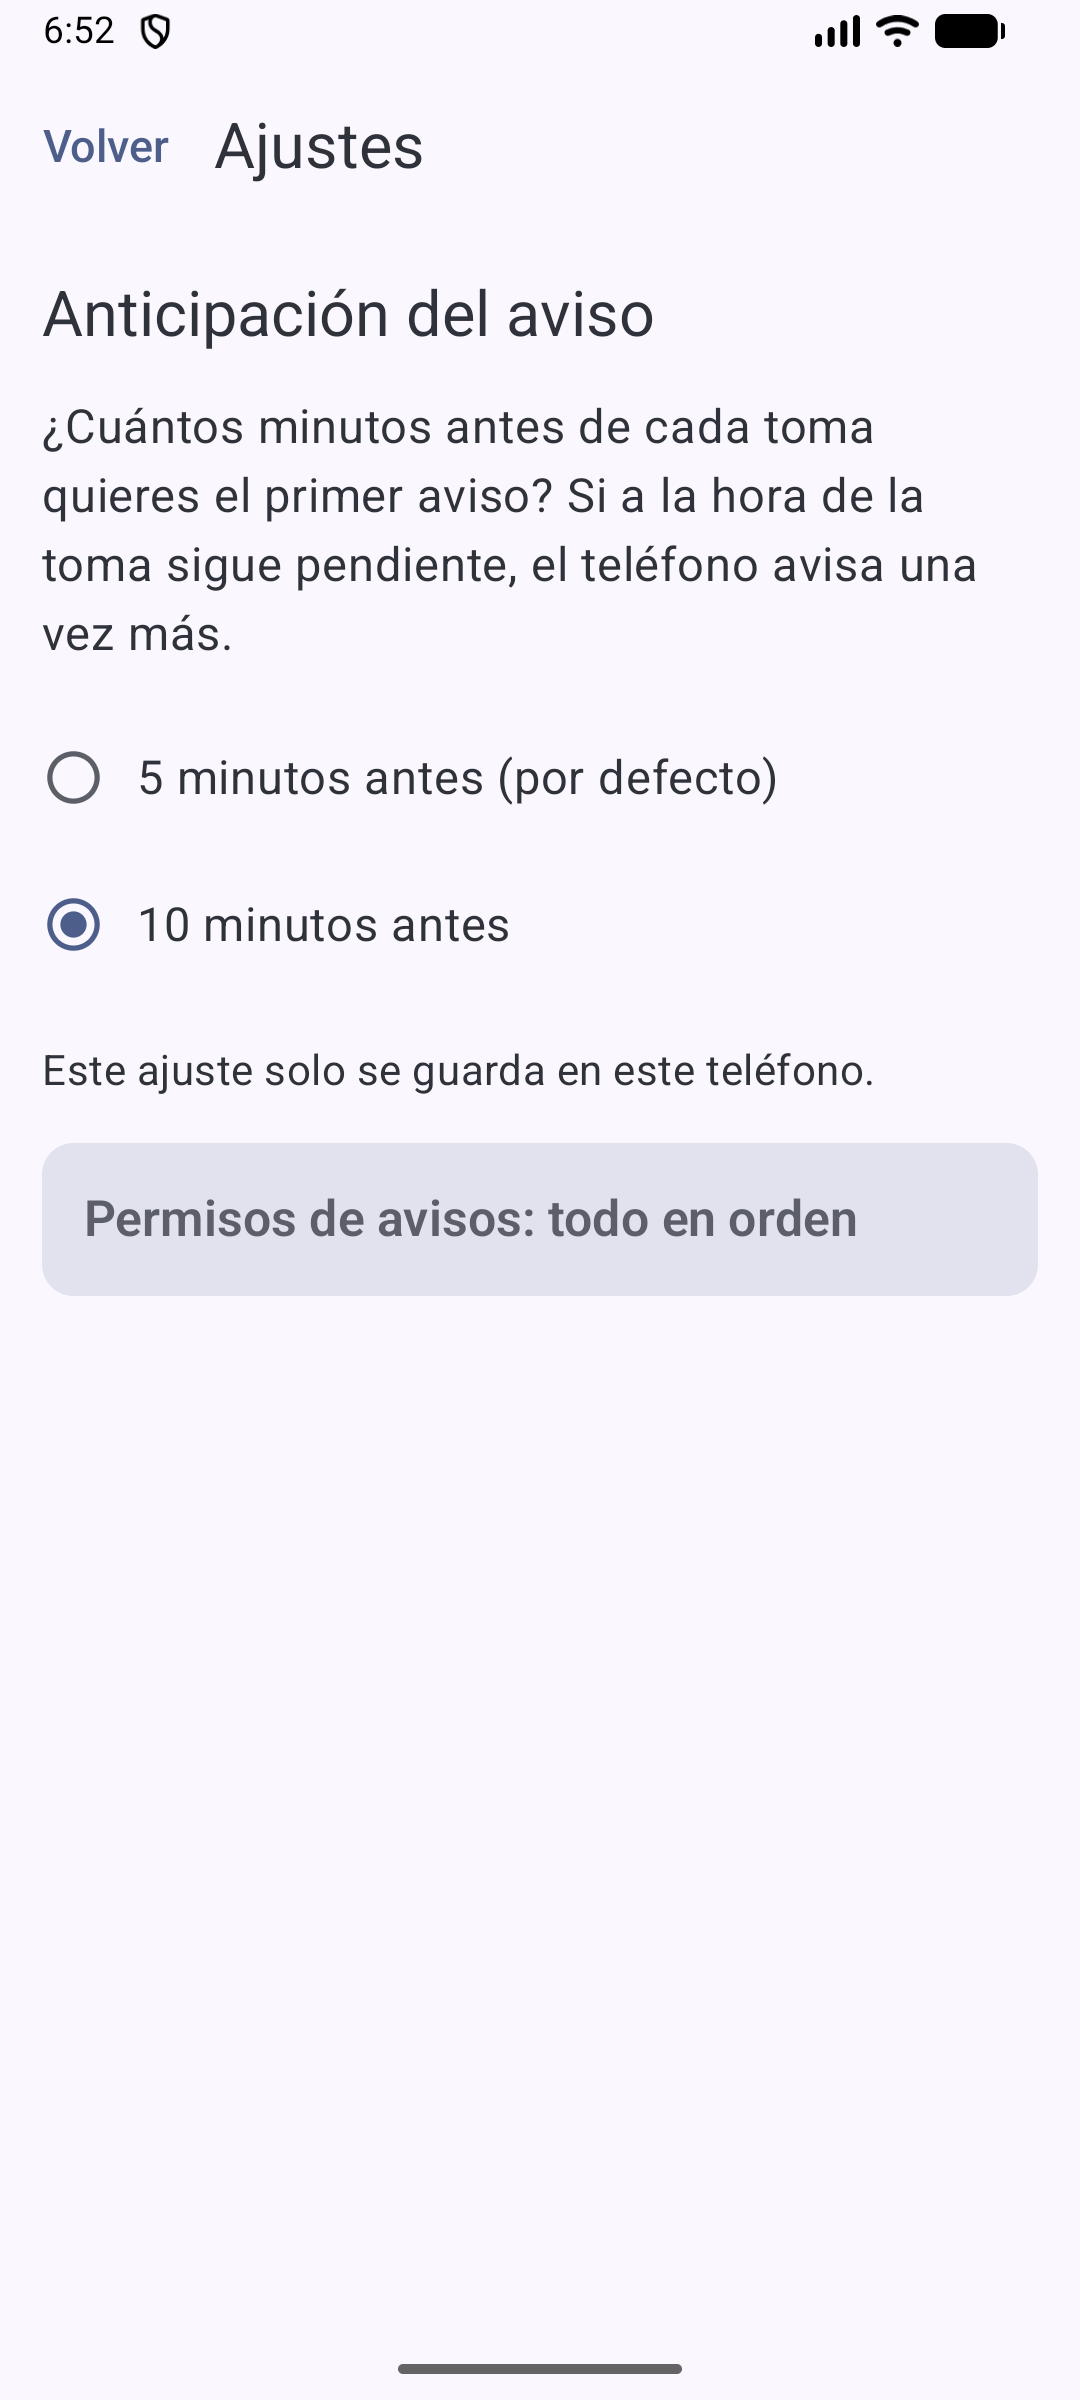 6:52
Volver Ajustes
Anticipación del aviso
¿Cuántos minutos antes de cada toma
quieres el primer aviso? Si a la hora de la
toma sigue pendiente, el teléfono avisa una
vez más.
5 minutos antes (por defecto)
10 minutos antes
Este ajuste solo se guarda en este teléfono.
Permisos de avisos: todo en orden